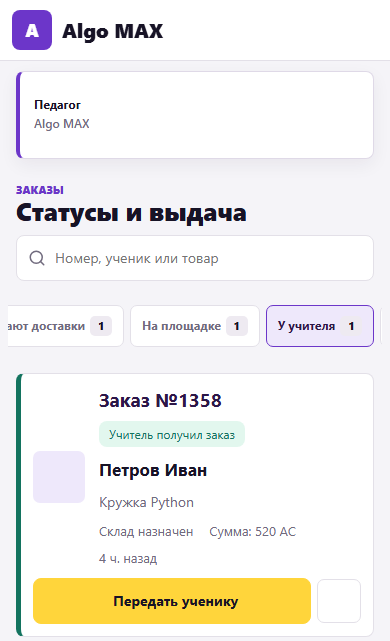 A Algo MAX
Педагог
Algo MAX
ЗАКАЗЫ
Статусы и выдача
Номер, ученик или товар
ают доставки 1 На площадке 1 У учителя 1
Заказ №1358
Учитель получил заказ
Петров Иван
Кружка Python
Склад назначен Сумма: 520 АС
4 ч. назад
Передать ученику